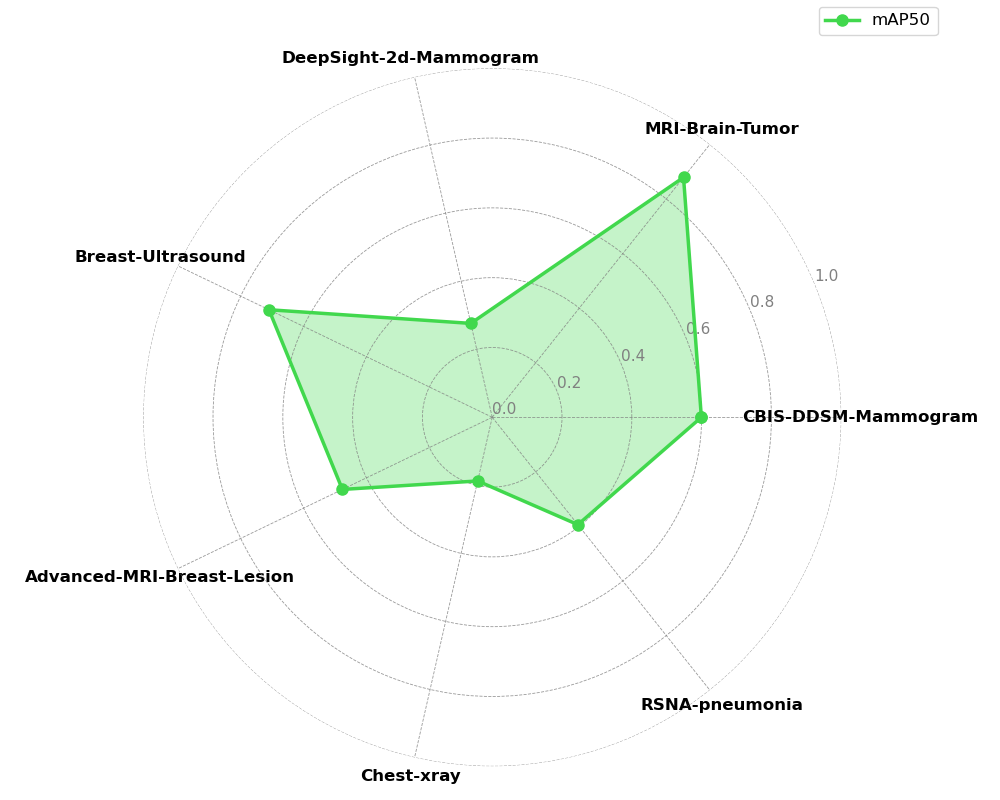 mAP50
DeepSight-2d-Mammogram
MRI-Brain-Tumor
Breast-Ultrasound
1.0
0.8
0.6
0.4
0.2
0.0
CBIS-DDSM-Mammogram
Advanced-MRI-Breast-Lesion
RSNA-pneumonia
Chest-xray